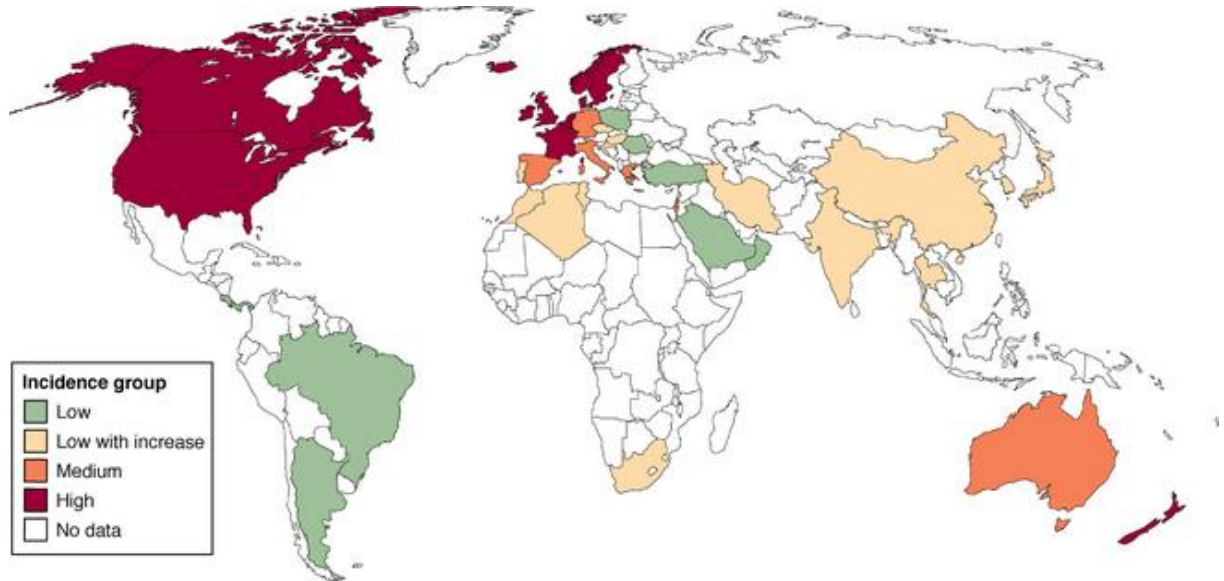 Incidence group
Low
Low with increase
Medium
High
No data